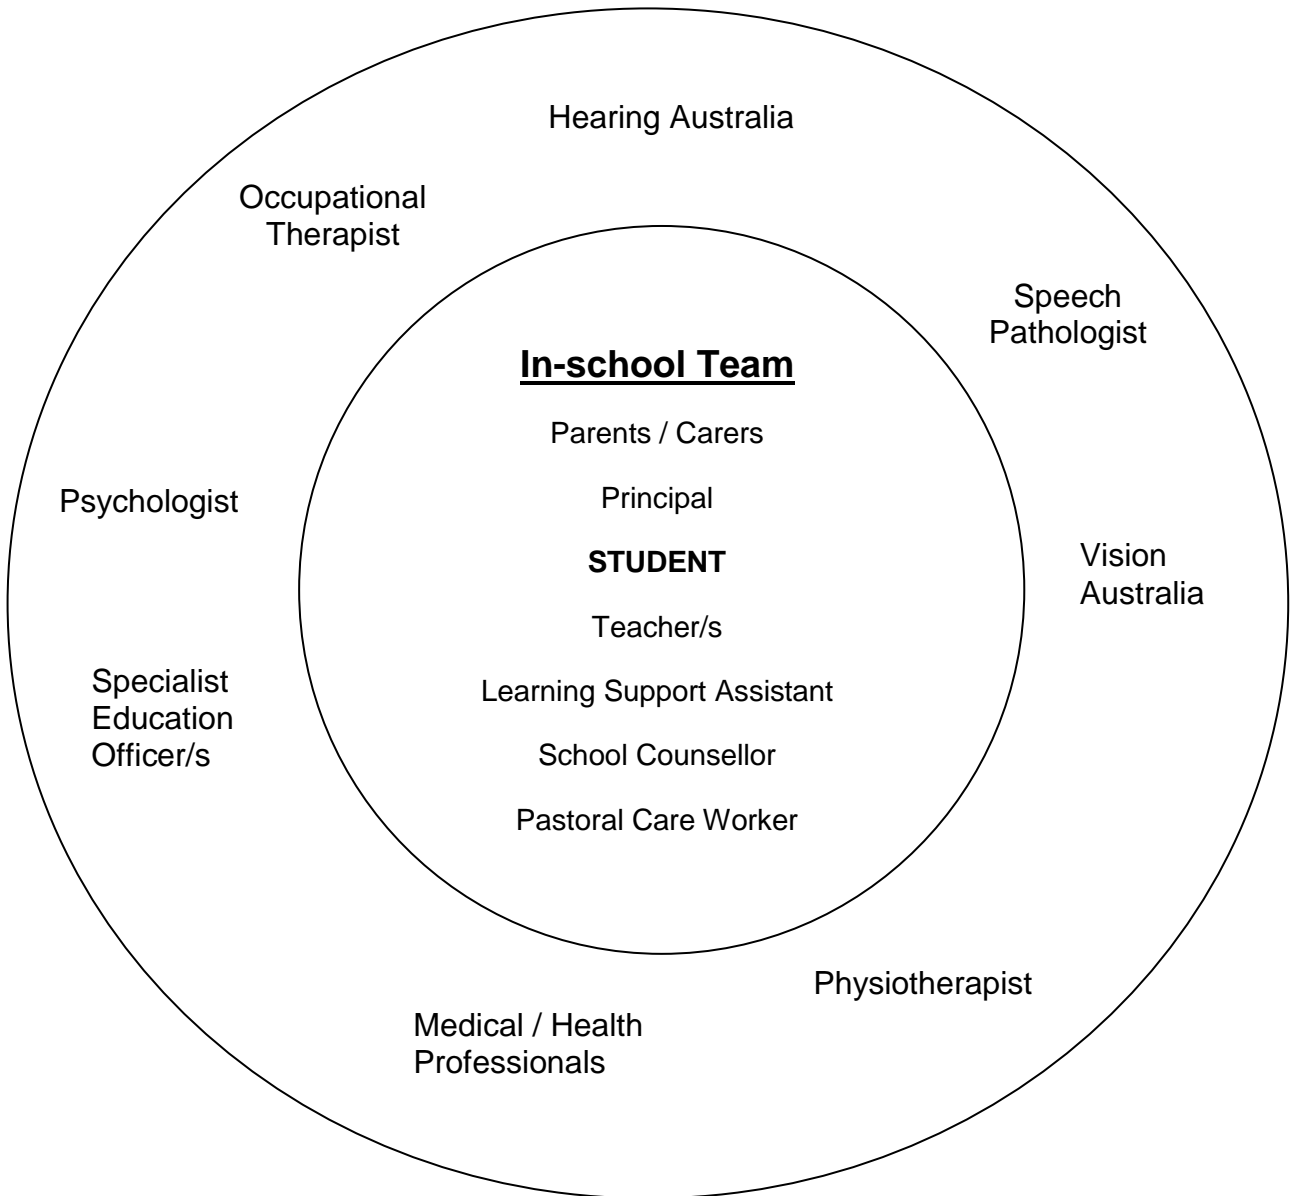 Hearing Australia
Occupational
Therapist
Speech
Pathologist
In-school Team
Parents / Carers
Principal
STUDENT
Teacher/s
Learning Support Assistant
School Counsellor
Pastoral Care Worker
Psychologist
Vision
Australia
Specialist
Education
Officer/s
Physiotherapist
Medical / Health
Professionals